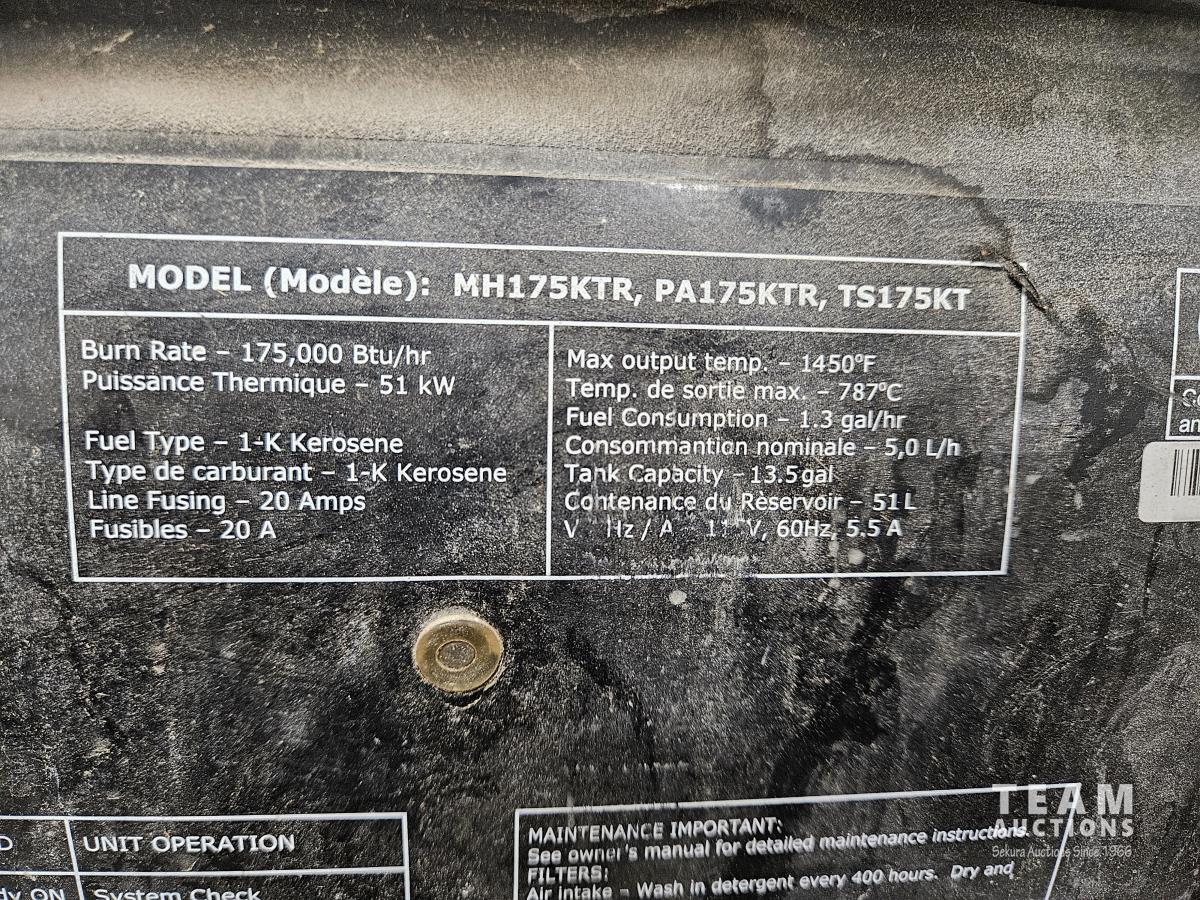 MODEL (Modèle): MH175KTR, PA175KTR, TS175KT
Burn Rate – 175,000 Btu/hr
Puissance Thermique – 51 kW
Fuel Type – 1-K Kerosene
Type de carburant – 1-K Kerosene
Line Fusing – 20 Amps
Fusibles – 20 A
Max output temp. – 1450°F
Temp. de sortie max. – 787°C
Fuel Consumption – 1.3 gal/hr
Consommantion nominale – 5,0 L/h
Tank Capacity – 13.5 gal
Contenance du Rèservoir – 51 L
V Hz / A 11 V, 60Hz, 5.5 A
UNIT OPERATION
ON
System Check
MAINTENANCE IMPORTANT:
See owner's manual for detailed maintenance instructions.
FILTERS:
Air intake – Wash in detergent every 400 hours. Dry and
TEAM
AUCTIONS
Sekura Auctions Since 1966